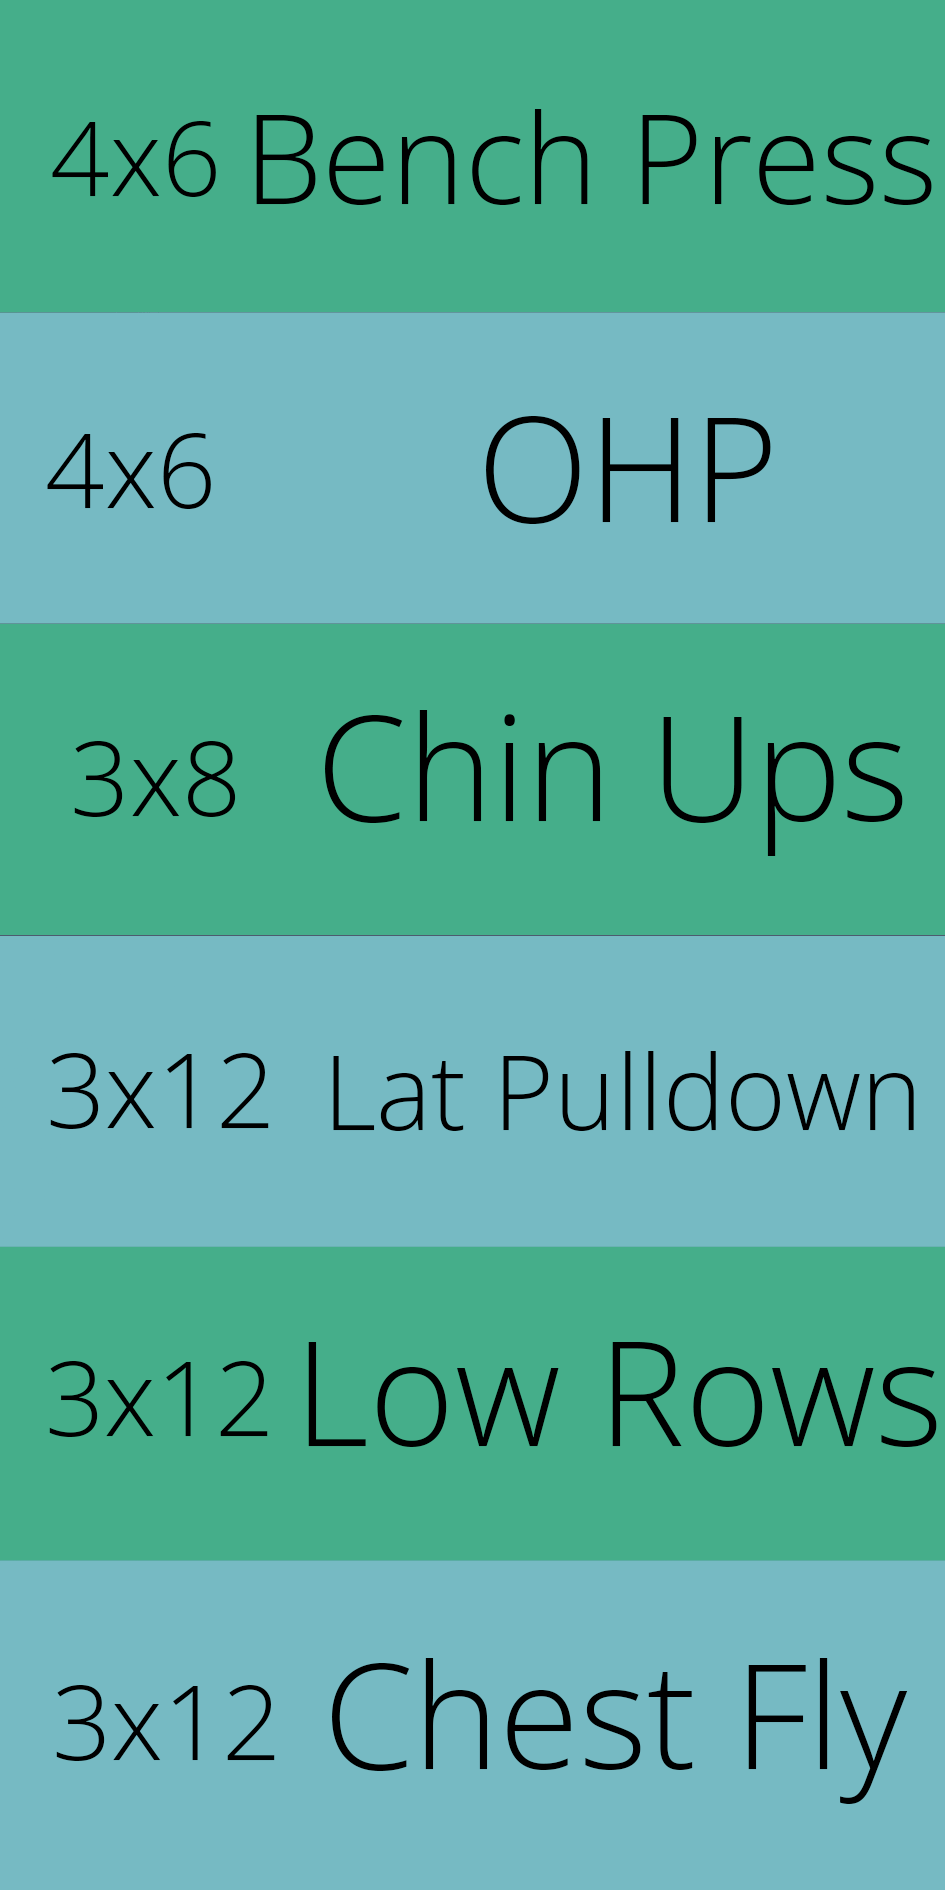 4x6 Bench Press
4x6 OHP
3x8 Chin Ups
3x12 Lat Pulldown
3x12 Low Rows
3x12 Chest Fly